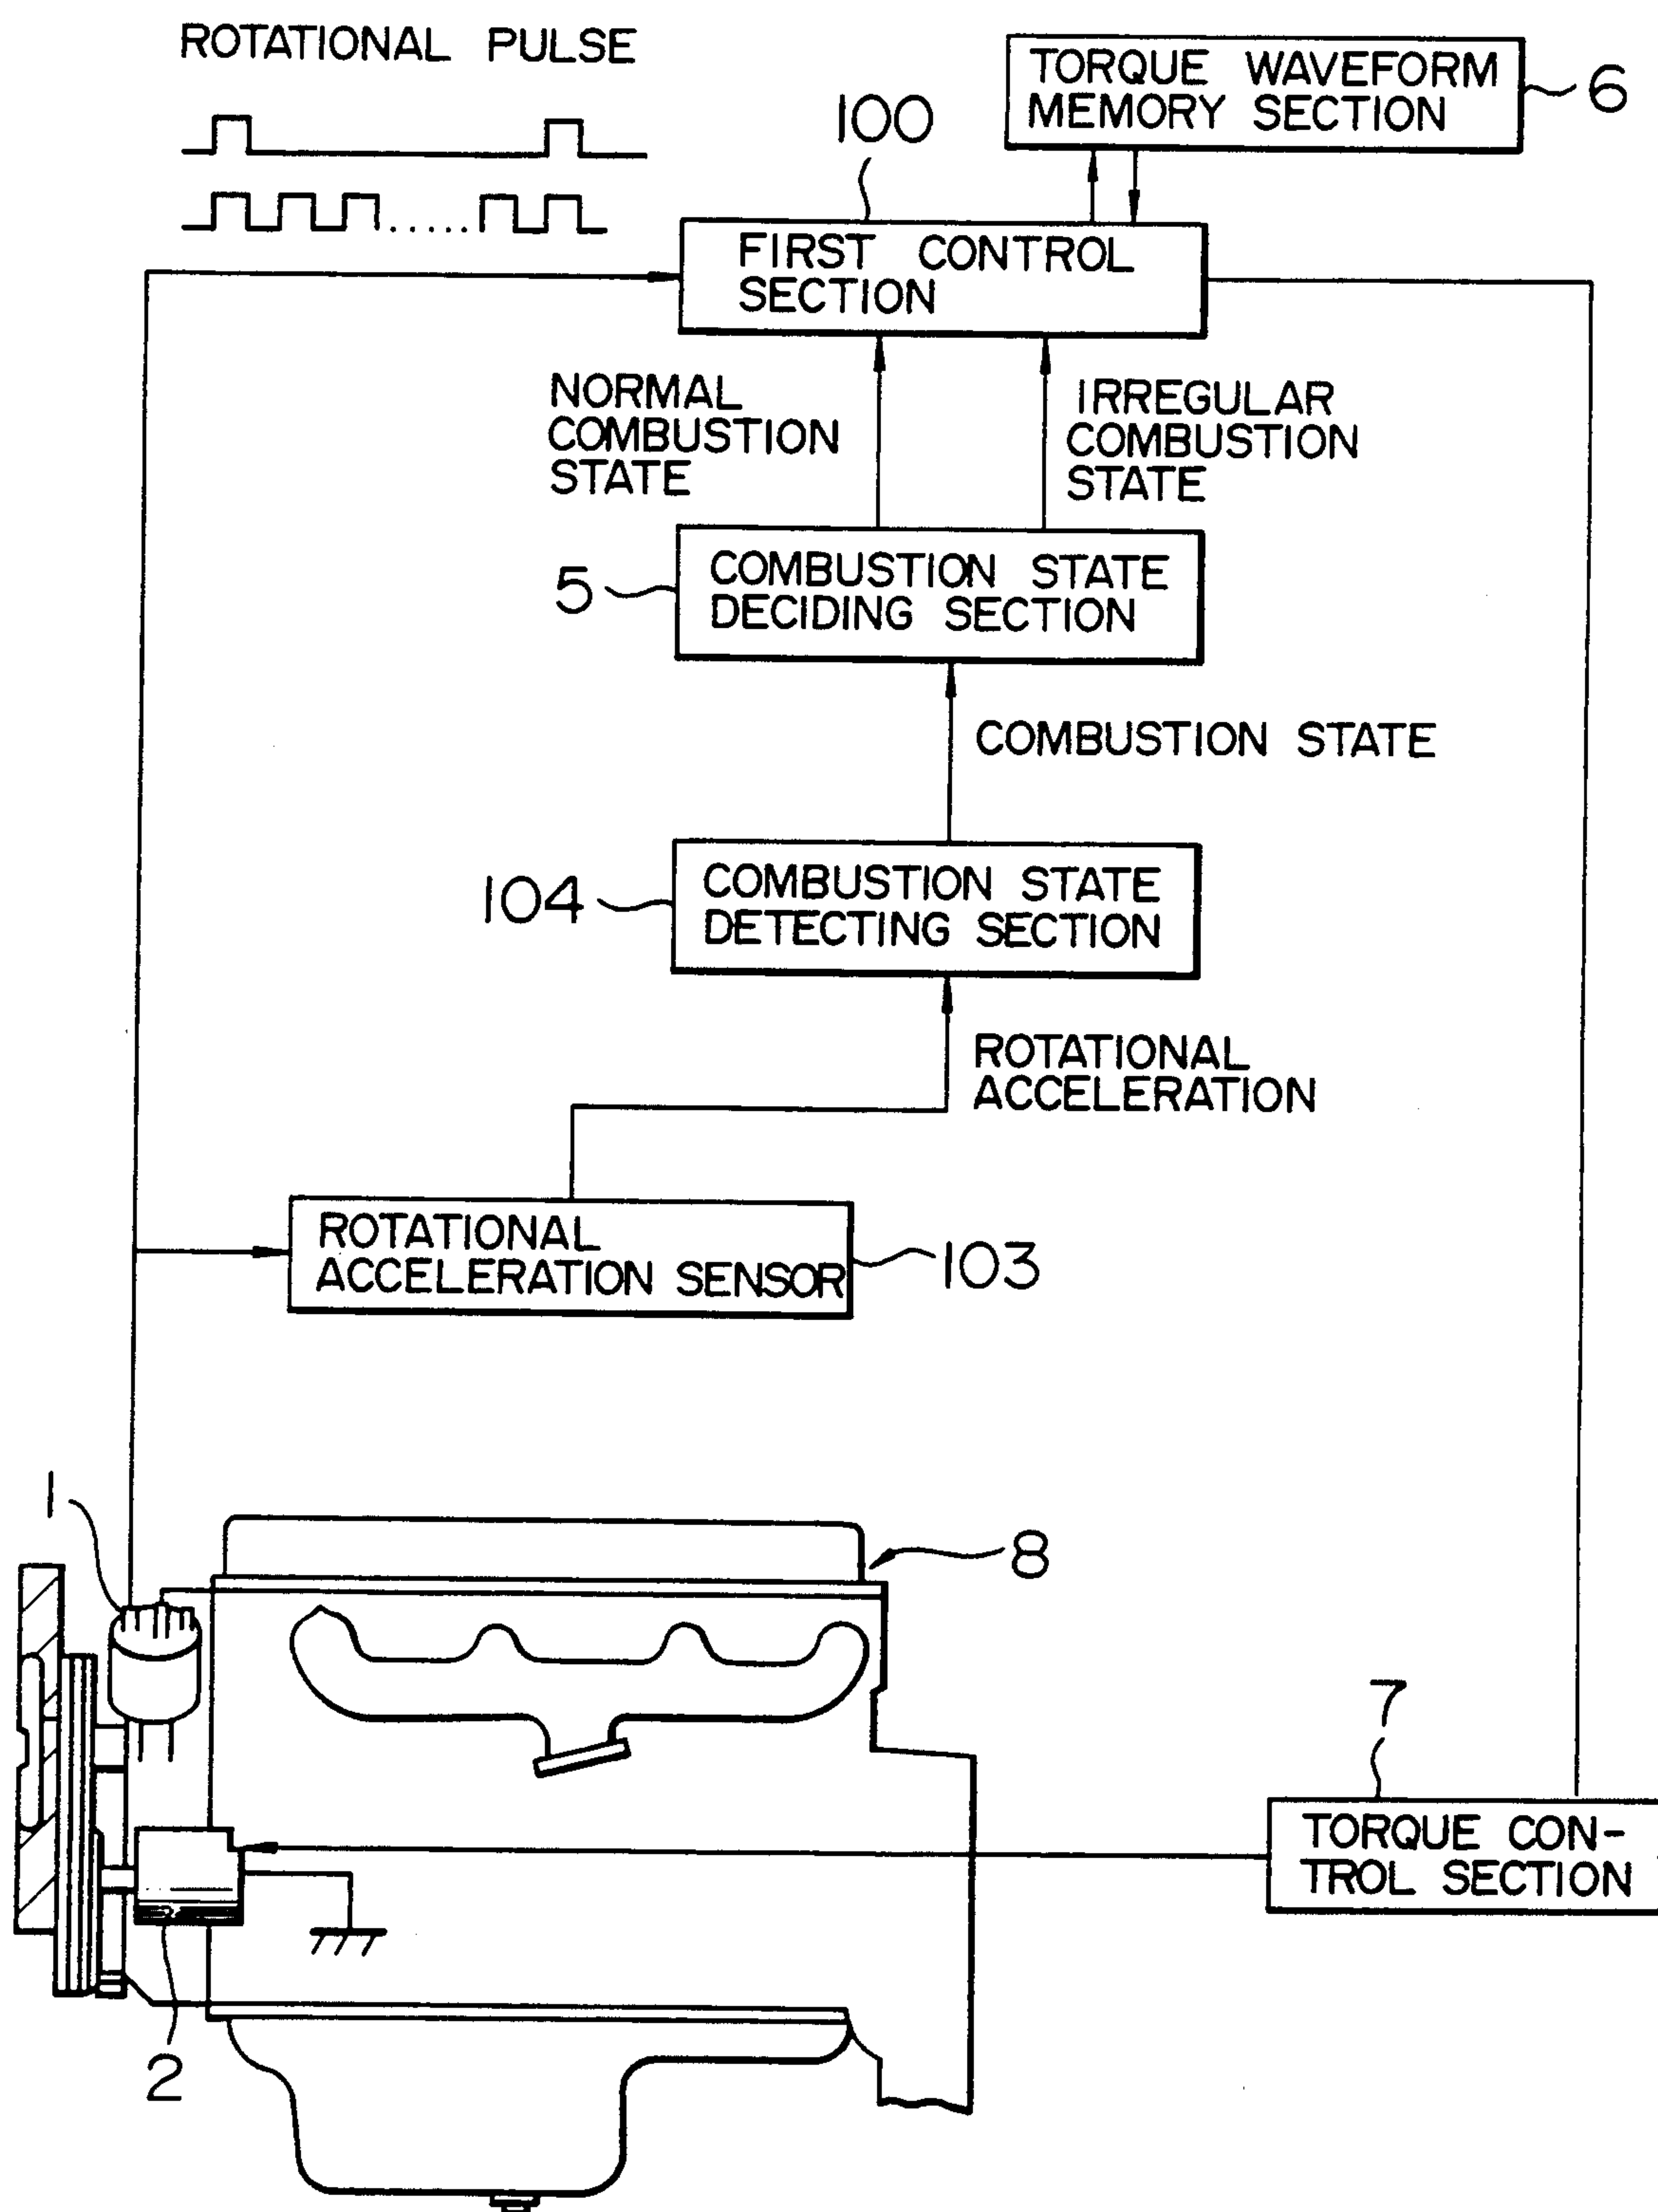 ROTATIONAL PULSE
TORQUE WAVEFORM
MEMORY SECTION
6
100
FIRST CONTROL
SECTION
NORMAL
COMBUSTION
STATE
IRREGULAR
COMBUSTION
STATE
5
COMBUSTION STATE
DECIDING SECTION
COMBUSTION STATE
104
COMBUSTION STATE
DETECTING SECTION
ROTATIONAL
ACCELERATION
ROTATIONAL
ACCELERATION SENSOR
103
1
8
7
TORQUE CON-
TROL SECTION
2